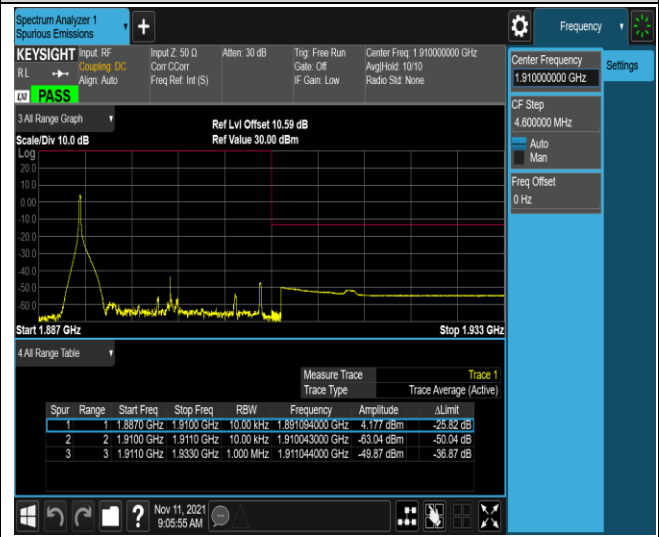 Spectrum Analyzer 1
Spurious Emissions
Frequency
KEYSIGHT Input: RF Input Z: 50 Ω Atten: 30 dB Trig: Free Run Center Freq: 1.910000000 GHz
RL Coupling: DC Corr CCorr Gate: Off Avg|Hold: 10/10
Align: Auto Freq Ref: Int (S) IF Gain: Low Radio Std: None
LXI PASS
Center Frequency
1.910000000 GHz
Settings
CF Step
4.600000 MHz
Auto
Man
Freq Offset
0 Hz
3 All Range Graph
Ref Lvl Offset 10.59 dB
Scale/Div 10.0 dB Ref Value 30.00 dBm
Log
20.0
10.0
0.00
-10.0
-20.0
-30.0
-40.0
-50.0
-60.0
Start 1.887 GHz Stop 1.933 GHz
4 All Range Table
Measure Trace Trace 1
Trace Type Trace Average (Active)
Spur Range Start Freq Stop Freq RBW Frequency Amplitude ΔLimit
1 1 1.8870 GHz 1.9100 GHz 10.00 kHz 1.891094000 GHz 4.177 dBm -25.82 dB
2 2 1.9100 GHz 1.9110 GHz 10.00 kHz 1.910043000 GHz -63.04 dBm -50.04 dB
3 3 1.9110 GHz 1.9330 GHz 1.000 MHz 1.911044000 GHz -49.87 dBm -36.87 dB
Nov 11, 2021
9:05:55 AM